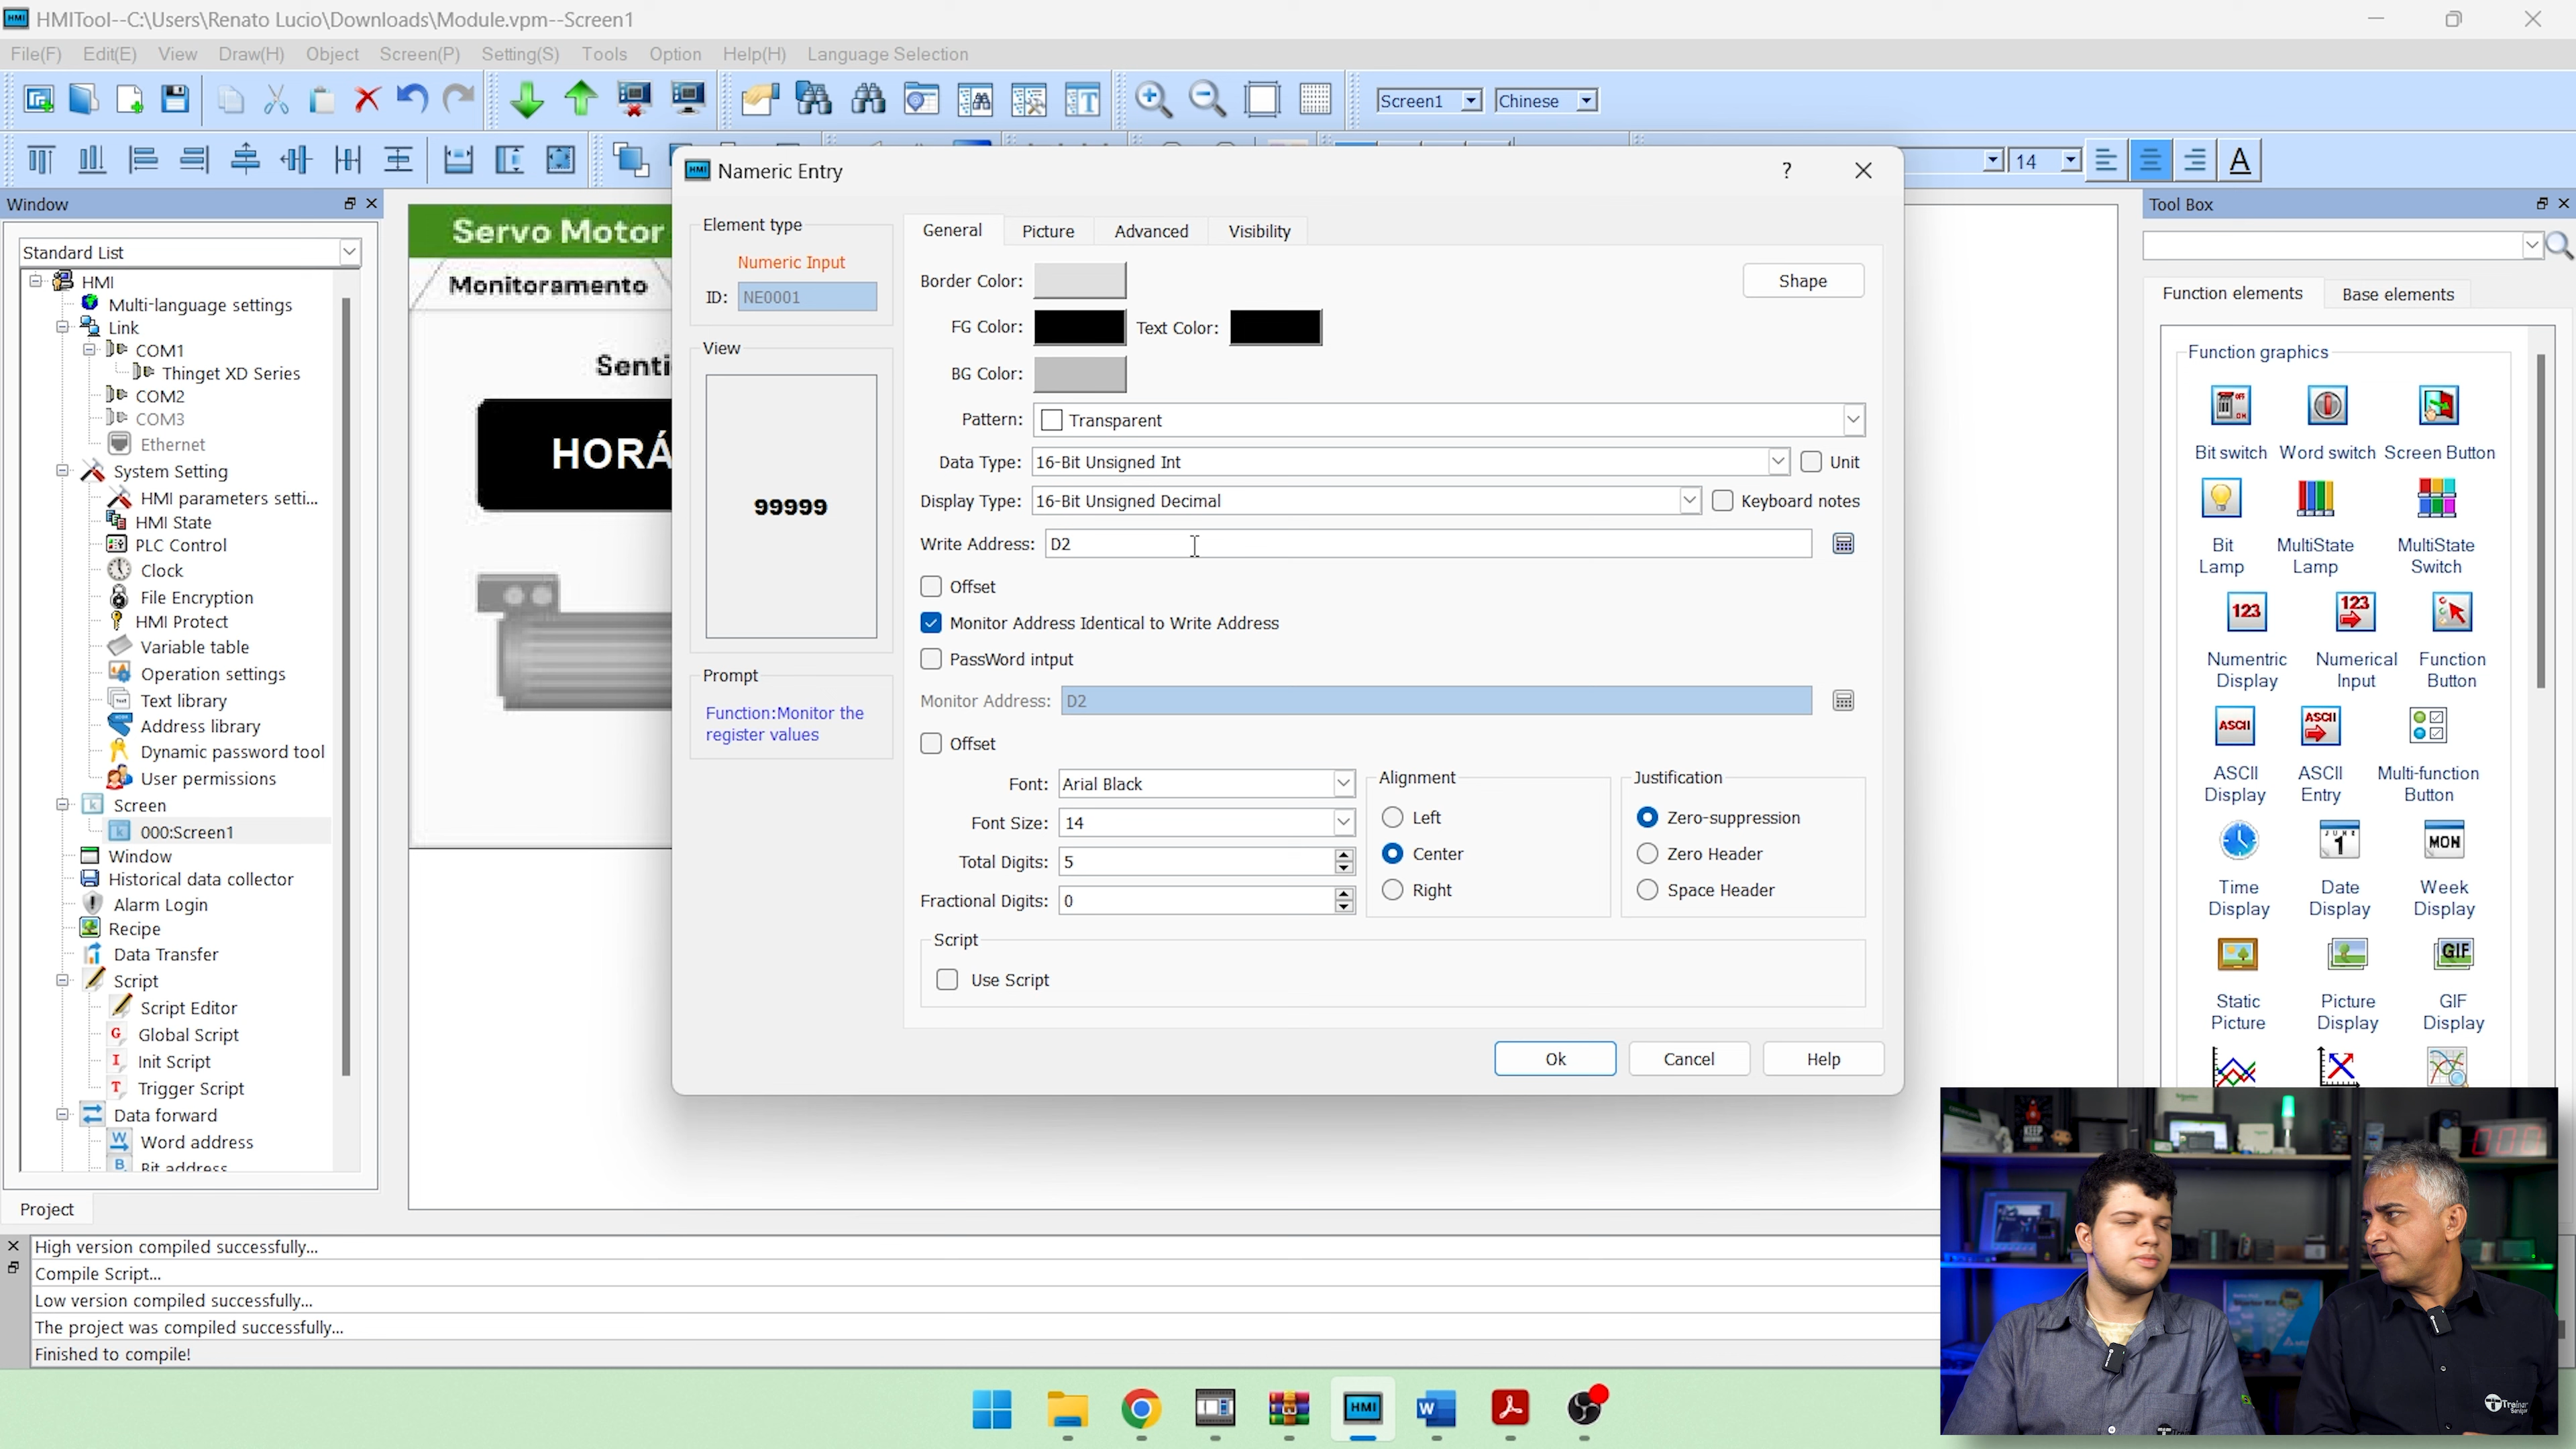 HMITool--C:\Users\Renato Lucio\Downloads\Module.vpm--Screen1
File(F) Edit(E) View Draw(H) Object Screen(P) Setting(S) Tools Option Help(H) Language Selection
Screen1 Chinese
14
Window
Standard List
HMI
Multi-language settings
Link
COM1
Thinget XD Series
COM2
COM3
Ethernet
System Setting
HMI parameters setti...
HMI State
PLC Control
Clock
File Encryption
HMI Protect
Variable table
Operation settings
Text library
Address library
Dynamic password tool
User permissions
Screen
000:Screen1
Window
Historical data collector
Alarm Login
Recipe
Data Transfer
Script
Script Editor
Global Script
Init Script
Trigger Script
Data forward
Word address
Bit address
Project
Servo Motor
Monitoramento
Senti
HORÁ
Nameric Entry
Element type
Numeric Input
ID: NE0001
View
99999
Prompt
Function:Monitor the
register values
General Picture Advanced Visibility
Border Color: Shape
FG Color: Text Color:
BG Color:
Pattern: Transparent
Data Type: 16-Bit Unsigned Int Unit
Display Type: 16-Bit Unsigned Decimal Keyboard notes
Write Address: D2
Offset
Monitor Address Identical to Write Address
PassWord intput
Monitor Address: D2
Offset
Font: Arial Black
Font Size: 14
Total Digits: 5
Fractional Digits: 0
Alignment
Left
Center
Right
Justification
Zero-suppression
Zero Header
Space Header
Script
Use Script
Ok Cancel Help
Tool Box
Function elements Base elements
Function graphics
Bit switch Word switch Screen Button
Bit
Lamp
MultiState
Lamp
MultiState
Switch
Numentric
Display
Numerical
Input
Function
Button
ASCII
Display
ASCII
Entry
Multi-function
Button
Time
Display
Date
Display
Week
Display
Static
Picture
Picture
Display
GIF
Display
High version compiled successfully...
Compile Script...
Low version compiled successfully...
The project was compiled successfully...
Finished to compile!